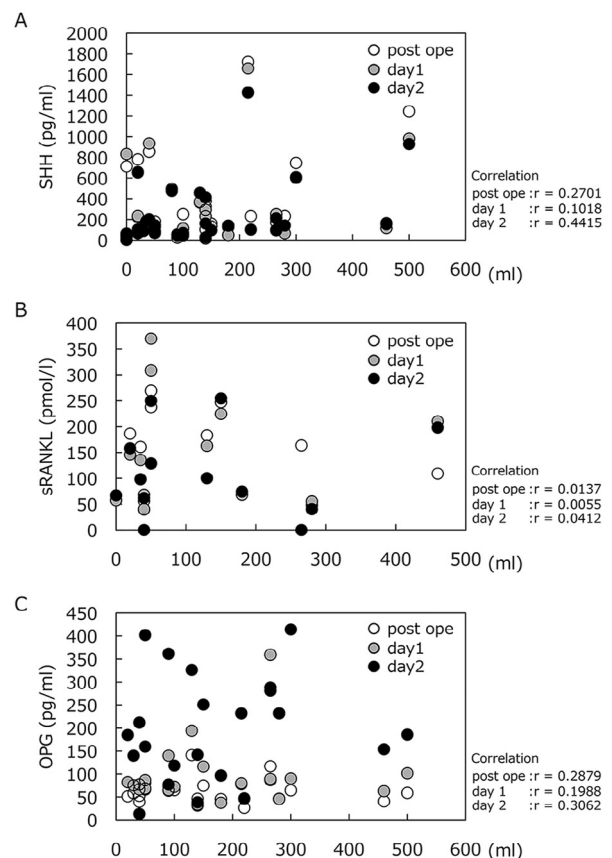 A
2000
1800
1600
1400
1200
1000
800
600
400
200
0
SHH (pg/ml)
post ope
day1
day2
0 100 200 300 400 500 600
(ml)
Correlation
post ope :r = 0.2701
day 1 :r = 0.1018
day 2 :r = 0.4415
B
400
350
300
250
200
150
100
50
0
sRANKL (pmol/l)
post ope
day1
day2
0 100 200 300 400 500
(ml)
Correlation
post ope :r = 0.0137
day 1 :r = 0.0055
day 2 :r = 0.0412
C
450
400
350
300
250
200
150
100
50
0
OPG (pg/ml)
post ope
day1
day2
0 100 200 300 400 500 600
(ml)
Correlation
post ope :r = 0.2879
day 1 :r = 0.1988
day 2 :r = 0.3062